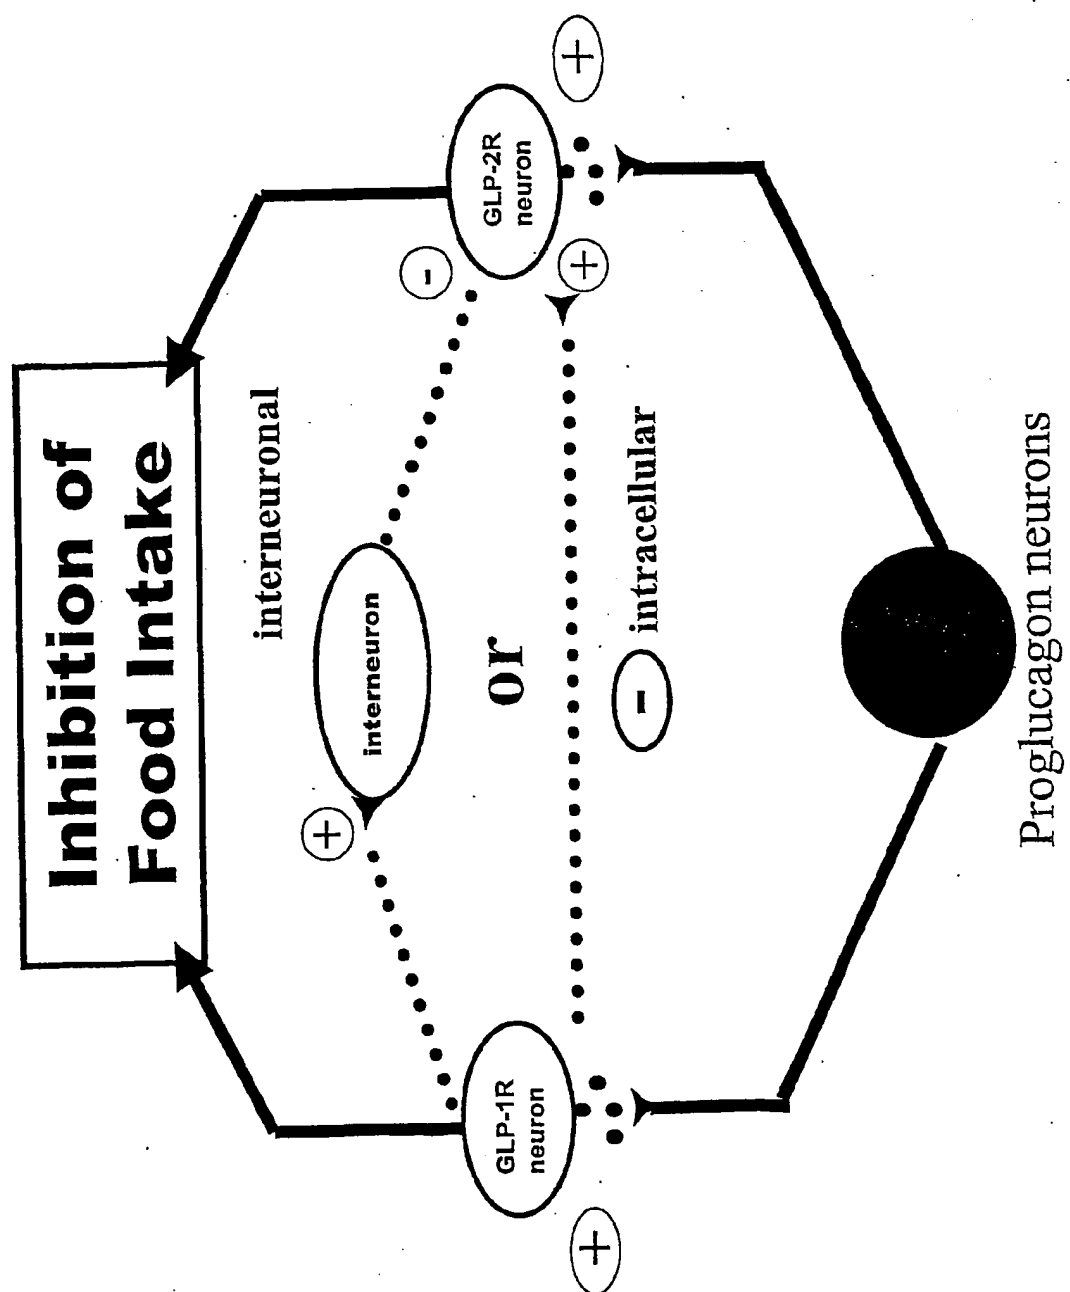 Inhibition of
Food Intake
interneuronal
+
interneuron
-
or
GLP-1R
neuron
GLP-2R
neuron
+
+
- intracellular
+
Proglucagon neurons